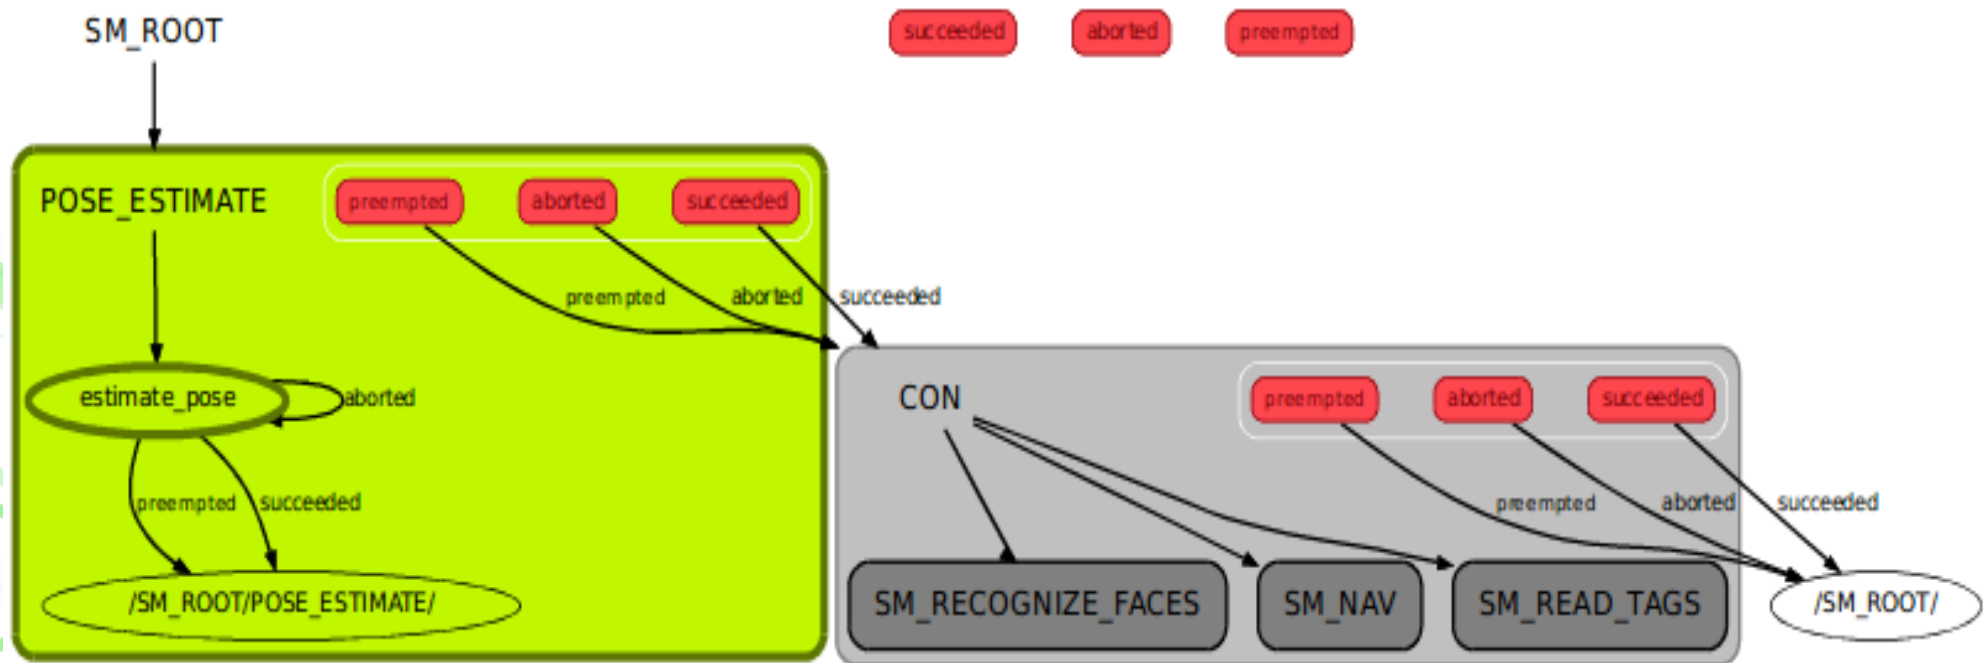 SM_ROOT
succeeded
aborted
preempted
POSE_ESTIMATE
preempted
aborted
succeeded
preempted
aborted
succeeded
estimate_pose
aborted
CON
preempted
aborted
succeeded
preempted
succeeded
preempted
aborted
succeeded
/SM_ROOT/POSE_ESTIMATE/
SM_RECOGNIZE_FACES
SM_NAV
SM_READ_TAGS
/SM_ROOT/